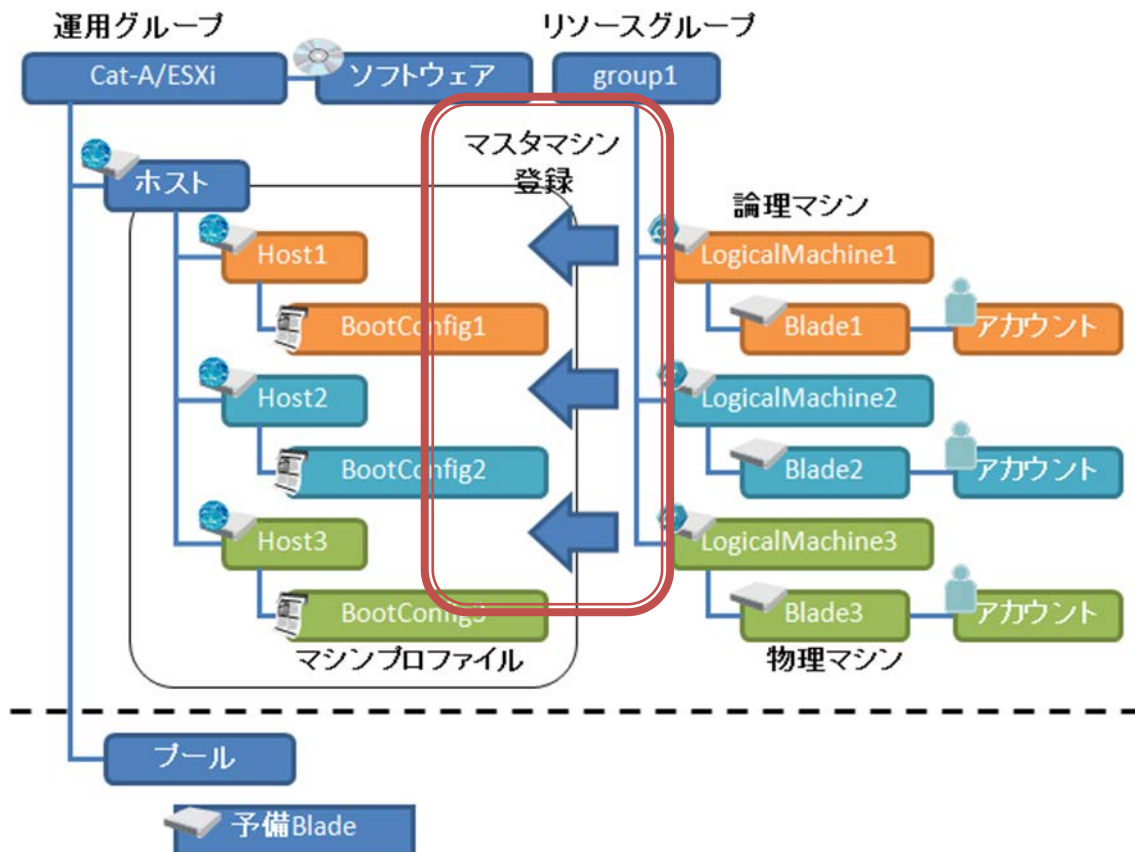 運用グループ
リソースグループ
Cat-A/ESXi
ソフトウェア
group1
マスタマシン
登録
ホスト
論理マシン
Host1
LogicalMachine1
BootConfig1
Blade1
アカウント
Host2
LogicalMachine2
BootConfig2
Blade2
アカウント
Host3
LogicalMachine3
BootConfig3
Blade3
アカウント
マシンプロファイル
物理マシン
プール
予備Blade